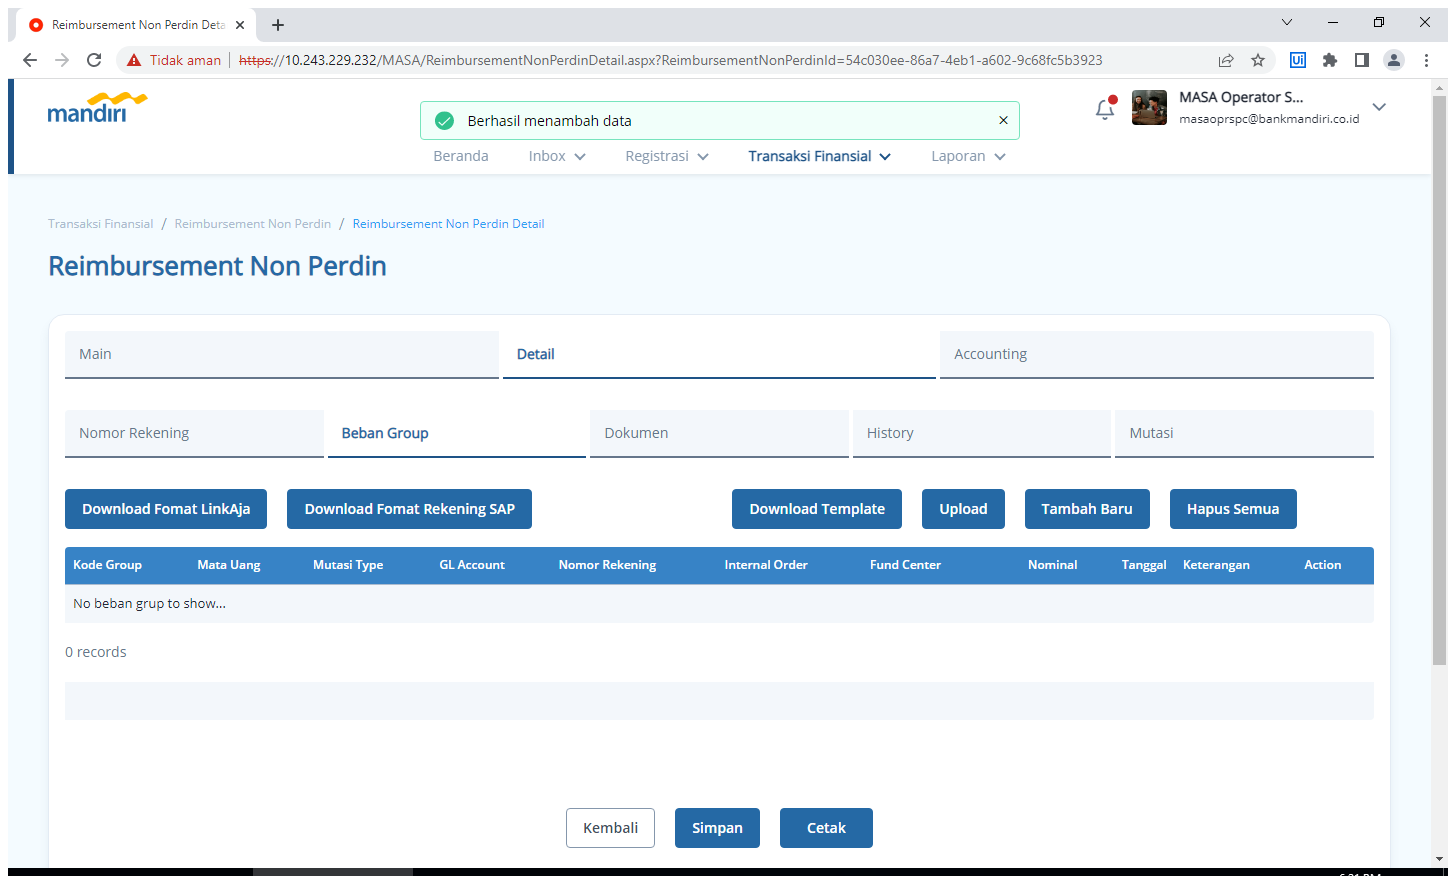 Reimbursement Non Perdin Deta
Tidak aman https://10.243.229.232/MASA/ReimbursementNonPerdinDetail.aspx?ReimbursementNonPerdinId=54c030ee-86a7-4eb1-a602-9c68fc5b3923
Ui
mandiri
Berhasil menambah data
MASA Operator S...
masaoprspc@bankmandiri.co.id
Beranda Inbox Registrasi Transaksi Finansial Laporan
Transaksi Finansial / Reimbursement Non Perdin / Reimbursement Non Perdin Detail
Reimbursement Non Perdin
Main Detail Accounting
Nomor Rekening Beban Group Dokumen History Mutasi
Download Fomat LinkAja Download Fomat Rekening SAP Download Template Upload Tambah Baru Hapus Semua
Kode Group Mata Uang Mutasi Type GL Account Nomor Rekening Internal Order Fund Center Nominal Tanggal Keterangan Action
No beban grup to show...
0 records
Kembali Simpan Cetak